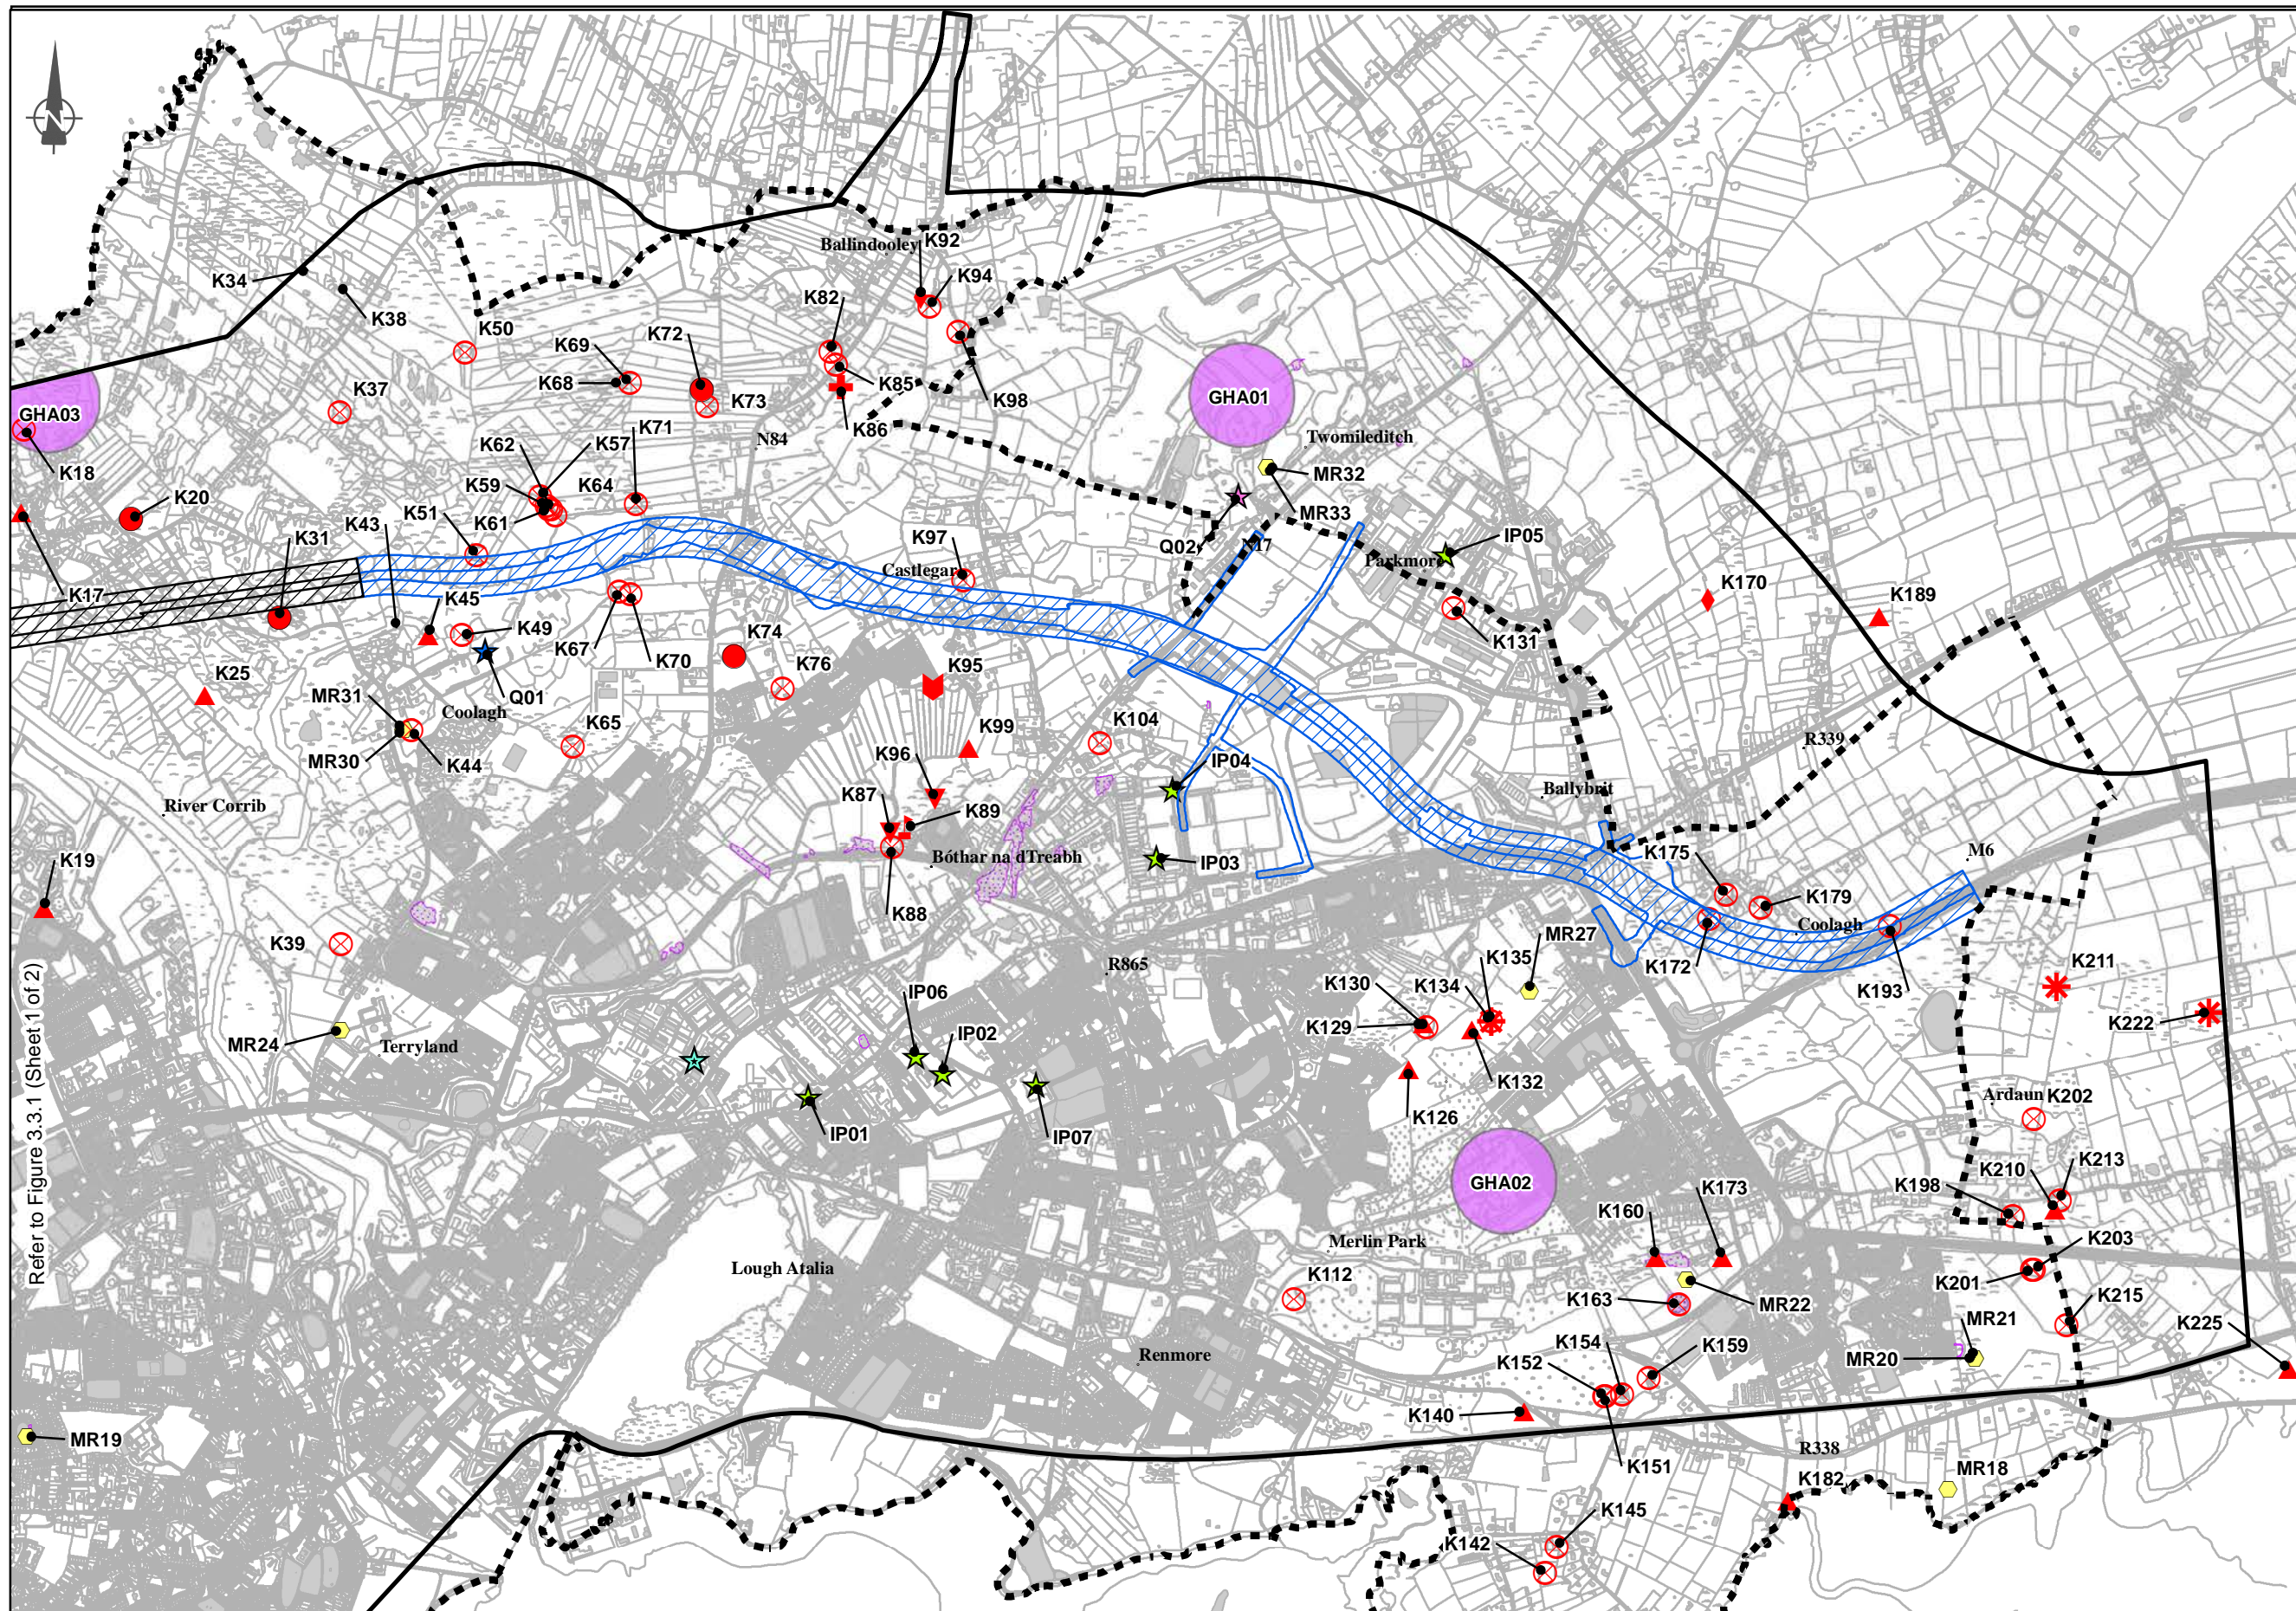 N
Ballindooley
K92
K34
K94
K38
K82
K50
K72
K69
K68
K85
K37
K73
K98
GHA01
GHA03
K86
K71
N84
Twomileditch
K62
K57
K18
K59
K64
MR32
K20
K51
K43
K61
MR33
K31
K97
Q02
N17
IP05
Castlegar
Parkmore
K17
K45
K170
K189
K49
K67
K74
K70
K131
K25
K76
K95
MR31
Q01
Coolagh
K104
K99
R339
K65
MR30
K44
K96
IP04
Ballybrit
River Corrib
K87
K89
K19
Bóthar na dTreabh
IP03
K175
M6
K88
K179
K39
MR27
Coolagh
K135
R865
K172
K130
K134
K211
IP06
K193
K129
K222
IP02
MR24
Terryland
K132
K126
Ardaun
K202
IP01
IP07
K210
K213
GHA02
K198
K173
K160
Merlin Park
K203
Lough Atalia
K112
K201
K163
MR22
K215
K225
MR21
K154
K159
Renmore
K152
MR20
K140
MR19
R338
K151
MR18
K182
K145
K142
Refer to Figure 3.3.1 (Sheet 1 of 2)